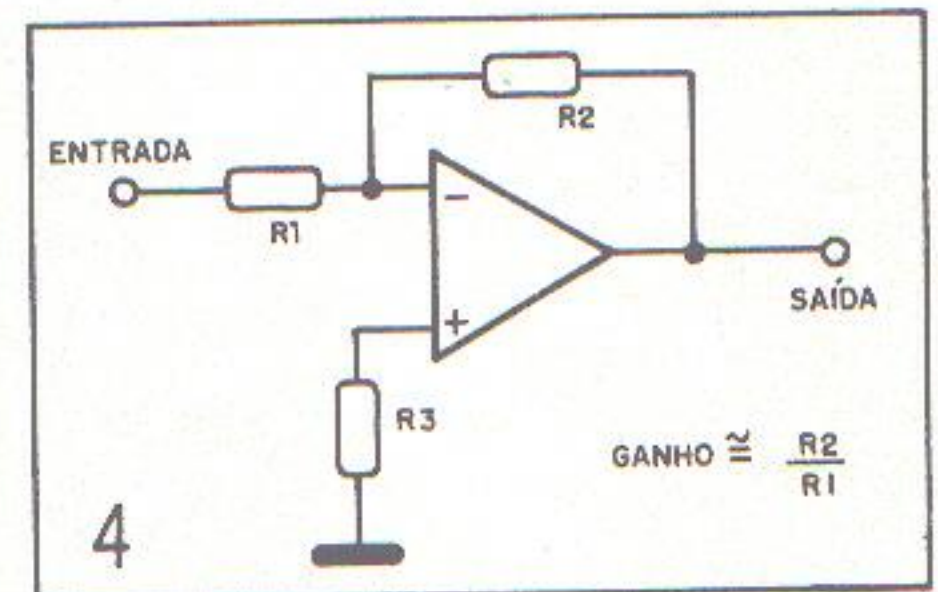 R2
ENTRADA
R1
−
+
SAÍDA
R3
GANHO ≅ R2
R1
4